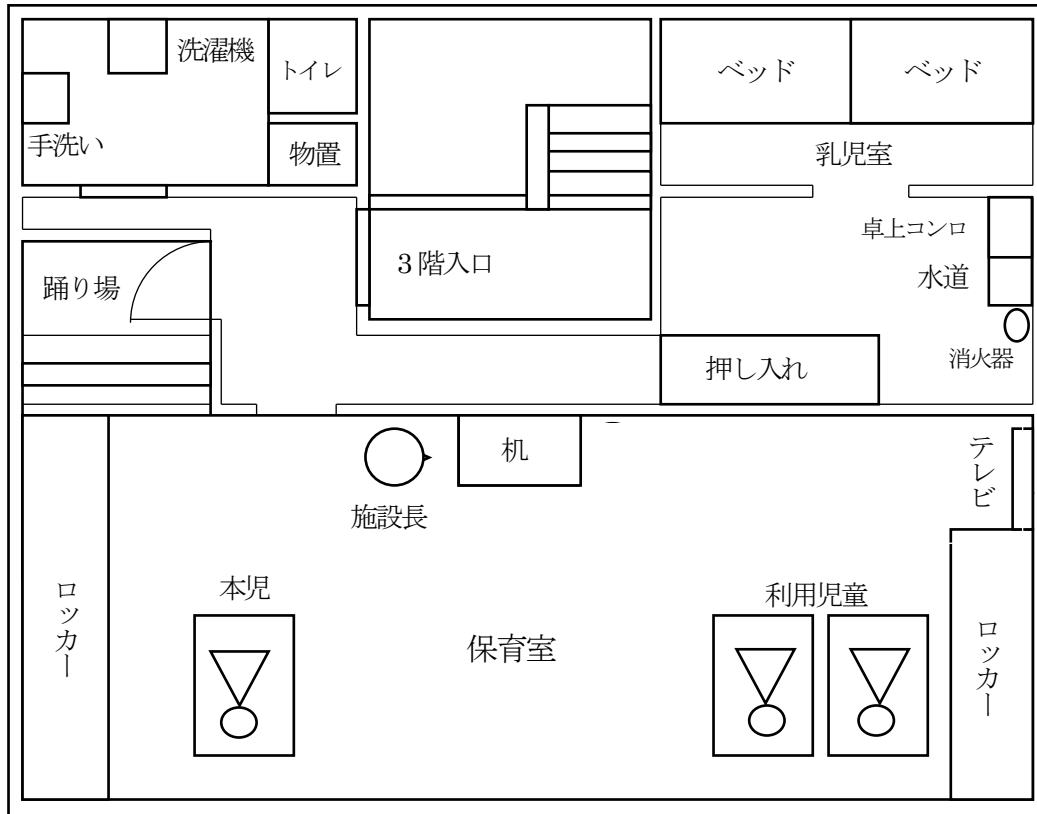 洗濯機
トイレ
ベッド
ベッド
手洗い
物置
乳児室
卓上コンロ
3階入口
水道
踊り場
消火器
押し入れ
机
テレビ
施設長
ロッカー
本児
利用児童
保育室
ロッカー